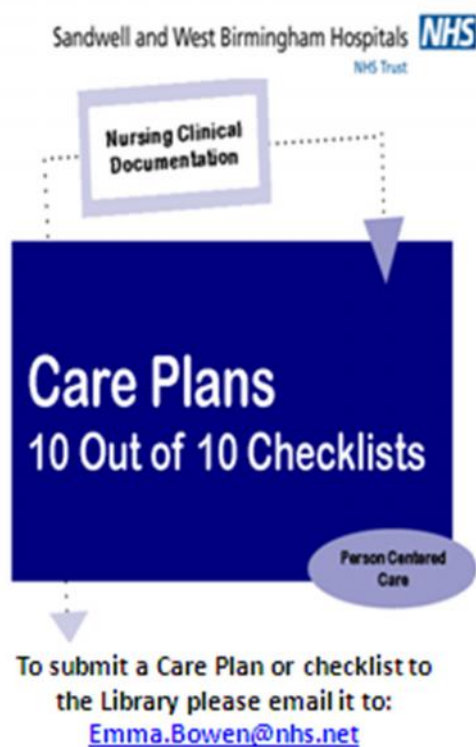 Sandwell and West Birmingham Hospitals NHS
NHS Trust
Nursing Clinical
Documentation
Care Plans
10 Out of 10 Checklists
Person Centered
Care
To submit a Care Plan or checklist to
the Library please email it to:
Emma.Bowen@nhs.net